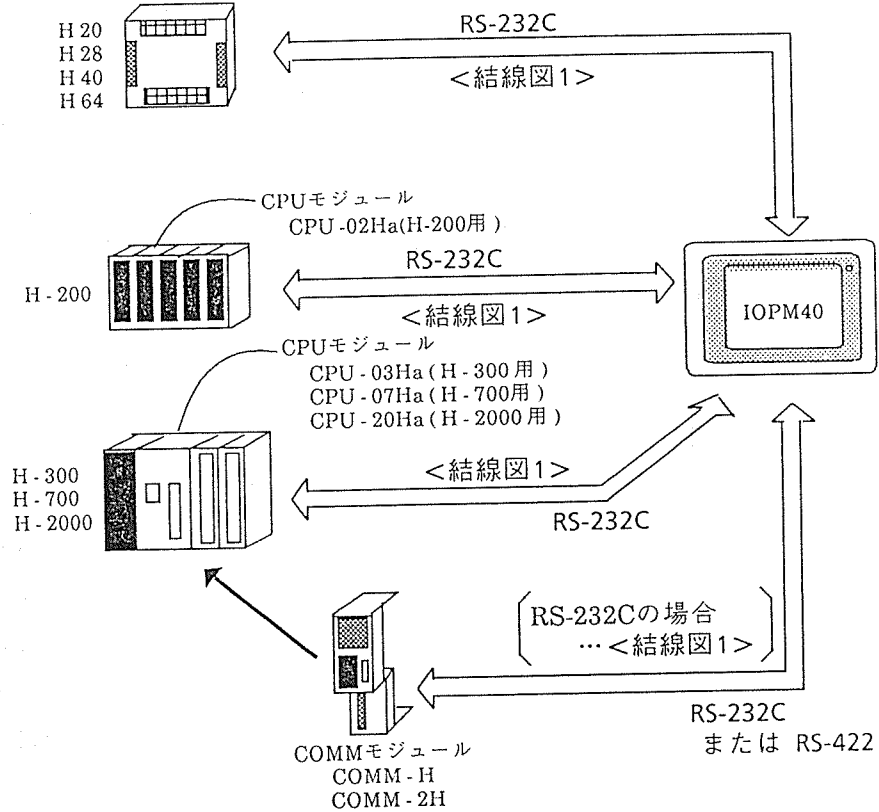 RS-232C
H20
H28
H40
H64
<結線図1>
CPUモジュール
CPU-02Ha(H-200用)
RS-232C
H-200
<結線図1>
IOPM40
CPUモジュール
CPU-03Ha(H-300用)
CPU-07Ha(H-700用)
CPU-20Ha(H-2000用)
<結線図1>
H-300
H-700
H-2000
RS-232C
RS-232Cの場合
…<結線図1>
RS-232C
または RS-422
COMMモジュール
COMM-H
COMM-2H